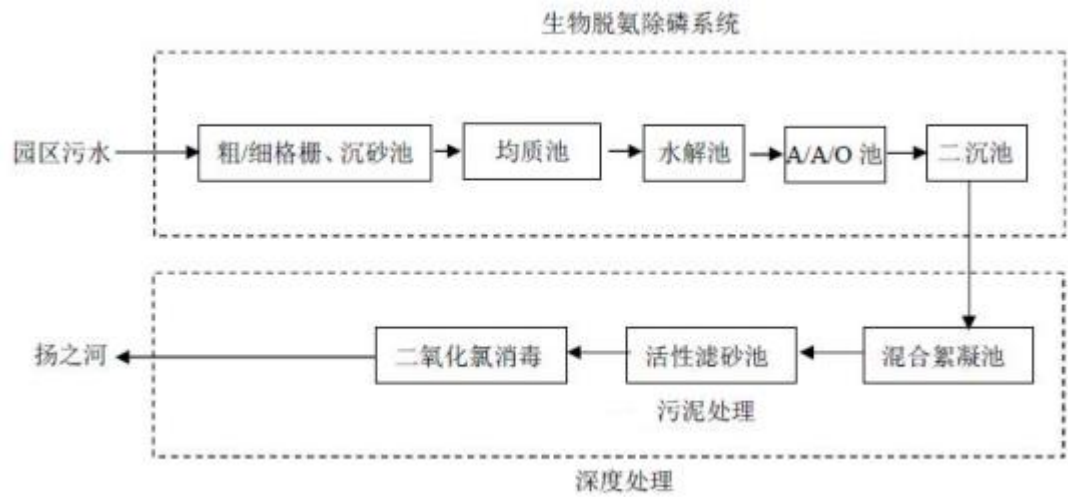 生物脱氨除磷系统
园区污水
粗/细格栅、沉砂池
均质池
水解池
A/A/O 池
二沉池
扬之河
二氧化氯消毒
活性滤砂池
混合絮凝池
污泥处理
深度处理